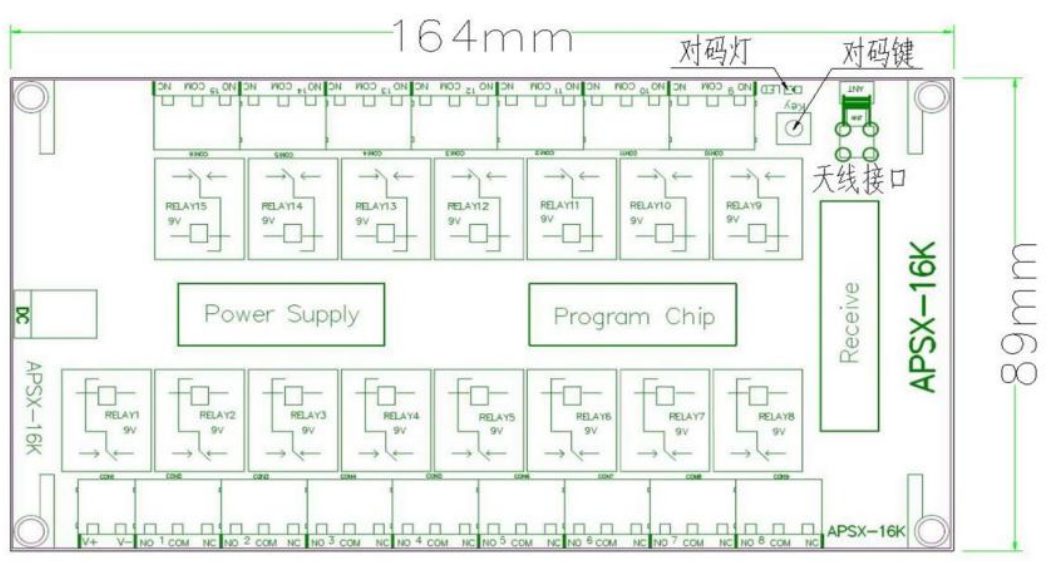 164mm
对码灯
对码键
NC COM 15 NO
NC COM 14 NO
NC COM 13 NO
NC COM 12 NO
NC COM 11 NO
NC COM 10 NO
NC COM 9 NO
LED
Key
ANT
天线接口
RELAY15
9V
RELAY14
9V
RELAY13
9V
RELAY12
9V
RELAY11
9V
RELAY10
9V
RELAY9
9V
DC
Power Supply
Program Chip
Receive
APSX-16K
89mm
APSX-16K
RELAY1
9V
RELAY2
9V
RELAY3
9V
RELAY4
9V
RELAY5
9V
RELAY6
9V
RELAY7
9V
RELAY8
9V
V+ V-
NO 1 COM NC
NO 2 COM NC
NO 3 COM NC
NO 4 COM NC
NO 5 COM NC
NO 6 COM NC
NO 7 COM NC
NO 8 COM NC
APSX-16K